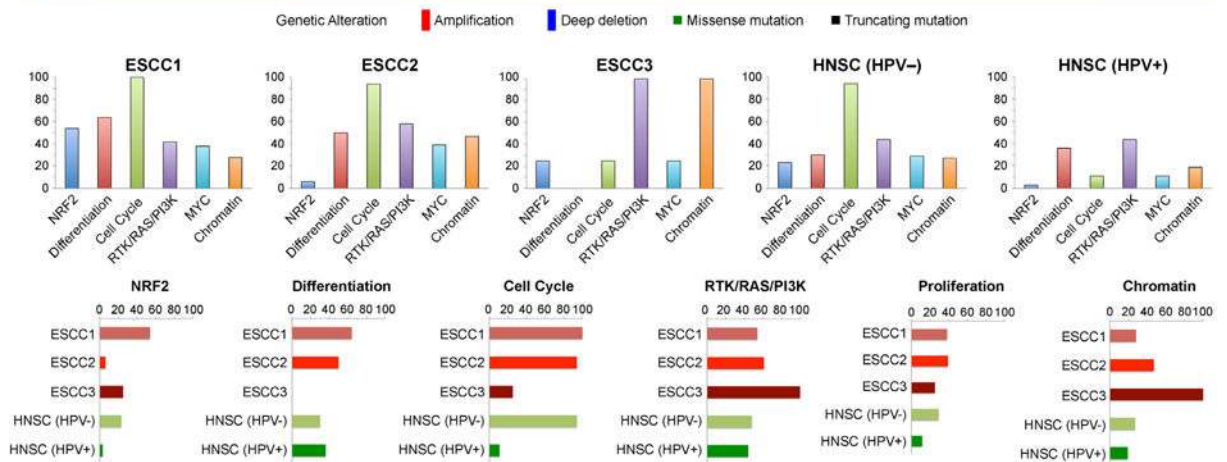 Genetic Alteration Amplification Deep deletion Missense mutation Truncating mutation
ESCC1
100
80
60
40
20
0
NRF2
Differentiation
Cell Cycle
RTK/RAS/PI3K
MYC
Chromatin
ESCC2
100
80
60
40
20
0
NRF2
Differentiation
Cell Cycle
RTK/RAS/PI3K
MYC
Chromatin
ESCC3
100
80
60
40
20
0
NRF2
Differentiation
Cell Cycle
RTK/RAS/PI3K
MYC
Chromatin
HNSC (HPV–)
100
80
60
40
20
0
NRF2
Differentiation
Cell Cycle
RTK/RAS/PI3K
MYC
Chromatin
HNSC (HPV+)
100
80
60
40
20
0
NRF2
Differentiation
Cell Cycle
RTK/RAS/PI3K
MYC
Chromatin
NRF2
0 20 40 60 80 100
ESCC1
ESCC2
ESCC3
HNSC (HPV-)
HNSC (HPV+)
Differentiation
0 20 40 60 80 100
ESCC1
ESCC2
ESCC3
HNSC (HPV-)
HNSC (HPV+)
Cell Cycle
0 20 40 60 80 100
ESCC1
ESCC2
ESCC3
HNSC (HPV-)
HNSC (HPV+)
RTK/RAS/PI3K
0 20 40 60 80 100
ESCC1
ESCC2
ESCC3
HNSC (HPV-)
HNSC (HPV+)
Proliferation
0 20 40 60 80 100
ESCC1
ESCC2
ESCC3
HNSC (HPV-)
HNSC (HPV+)
Chromatin
0 20 40 60 80 100
ESCC1
ESCC2
ESCC3
HNSC (HPV-)
HNSC (HPV+)